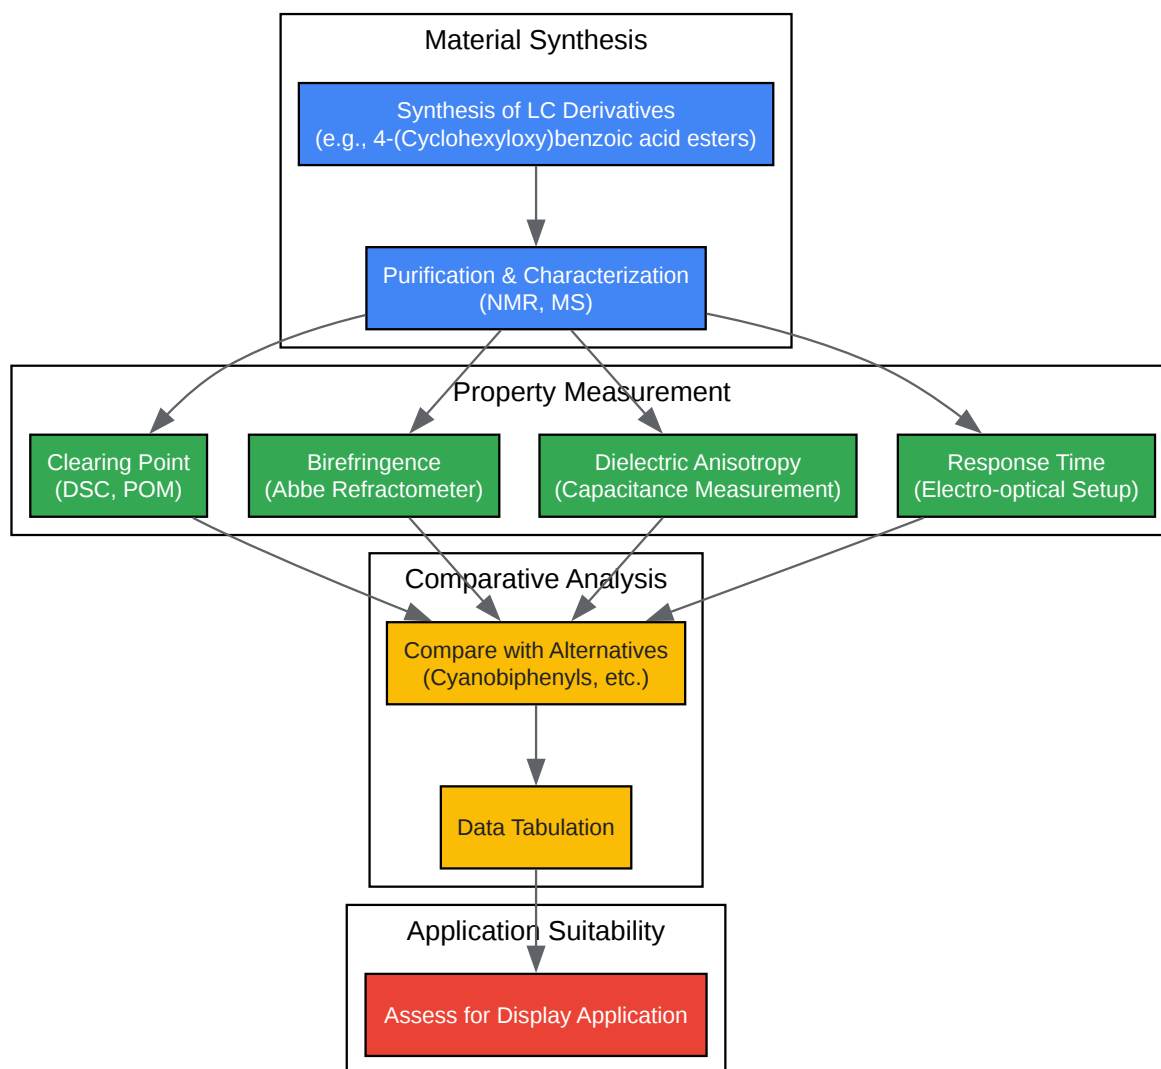 Material Synthesis
Synthesis of LC Derivatives
(e.g., 4-(Cyclohexyloxy)benzoic acid esters)
Purification & Characterization
(NMR, MS)
Property Measurement
Clearing Point
(DSC, POM)
Birefringence
(Abbe Refractometer)
Dielectric Anisotropy
(Capacitance Measurement)
Response Time
(Electro-optical Setup)
Comparative Analysis
Compare with Alternatives
(Cyanobiphenyls, etc.)
Data Tabulation
Application Suitability
Assess for Display Application